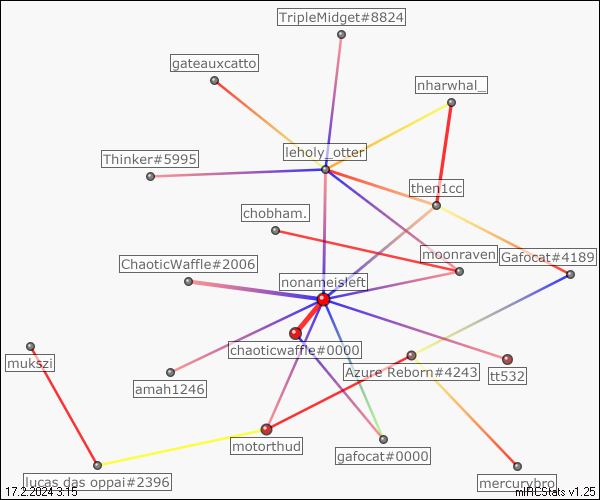 TripleMidget#8824
gateauxcatto
nharwhal_
leholy_otter
Thinker#5995
then1cc
chobham.
moonraven
Gafocat#4189
ChaoticWaffle#2006
nonameisleft
chaoticwaffle#0000
mukszi
Azure Reborn#4243
tt532
amah1246
motorthud
gafocat#0000
lucas das oppai#2396
mercurybro
17.2.2024 3:15
mIRCStats v1.25